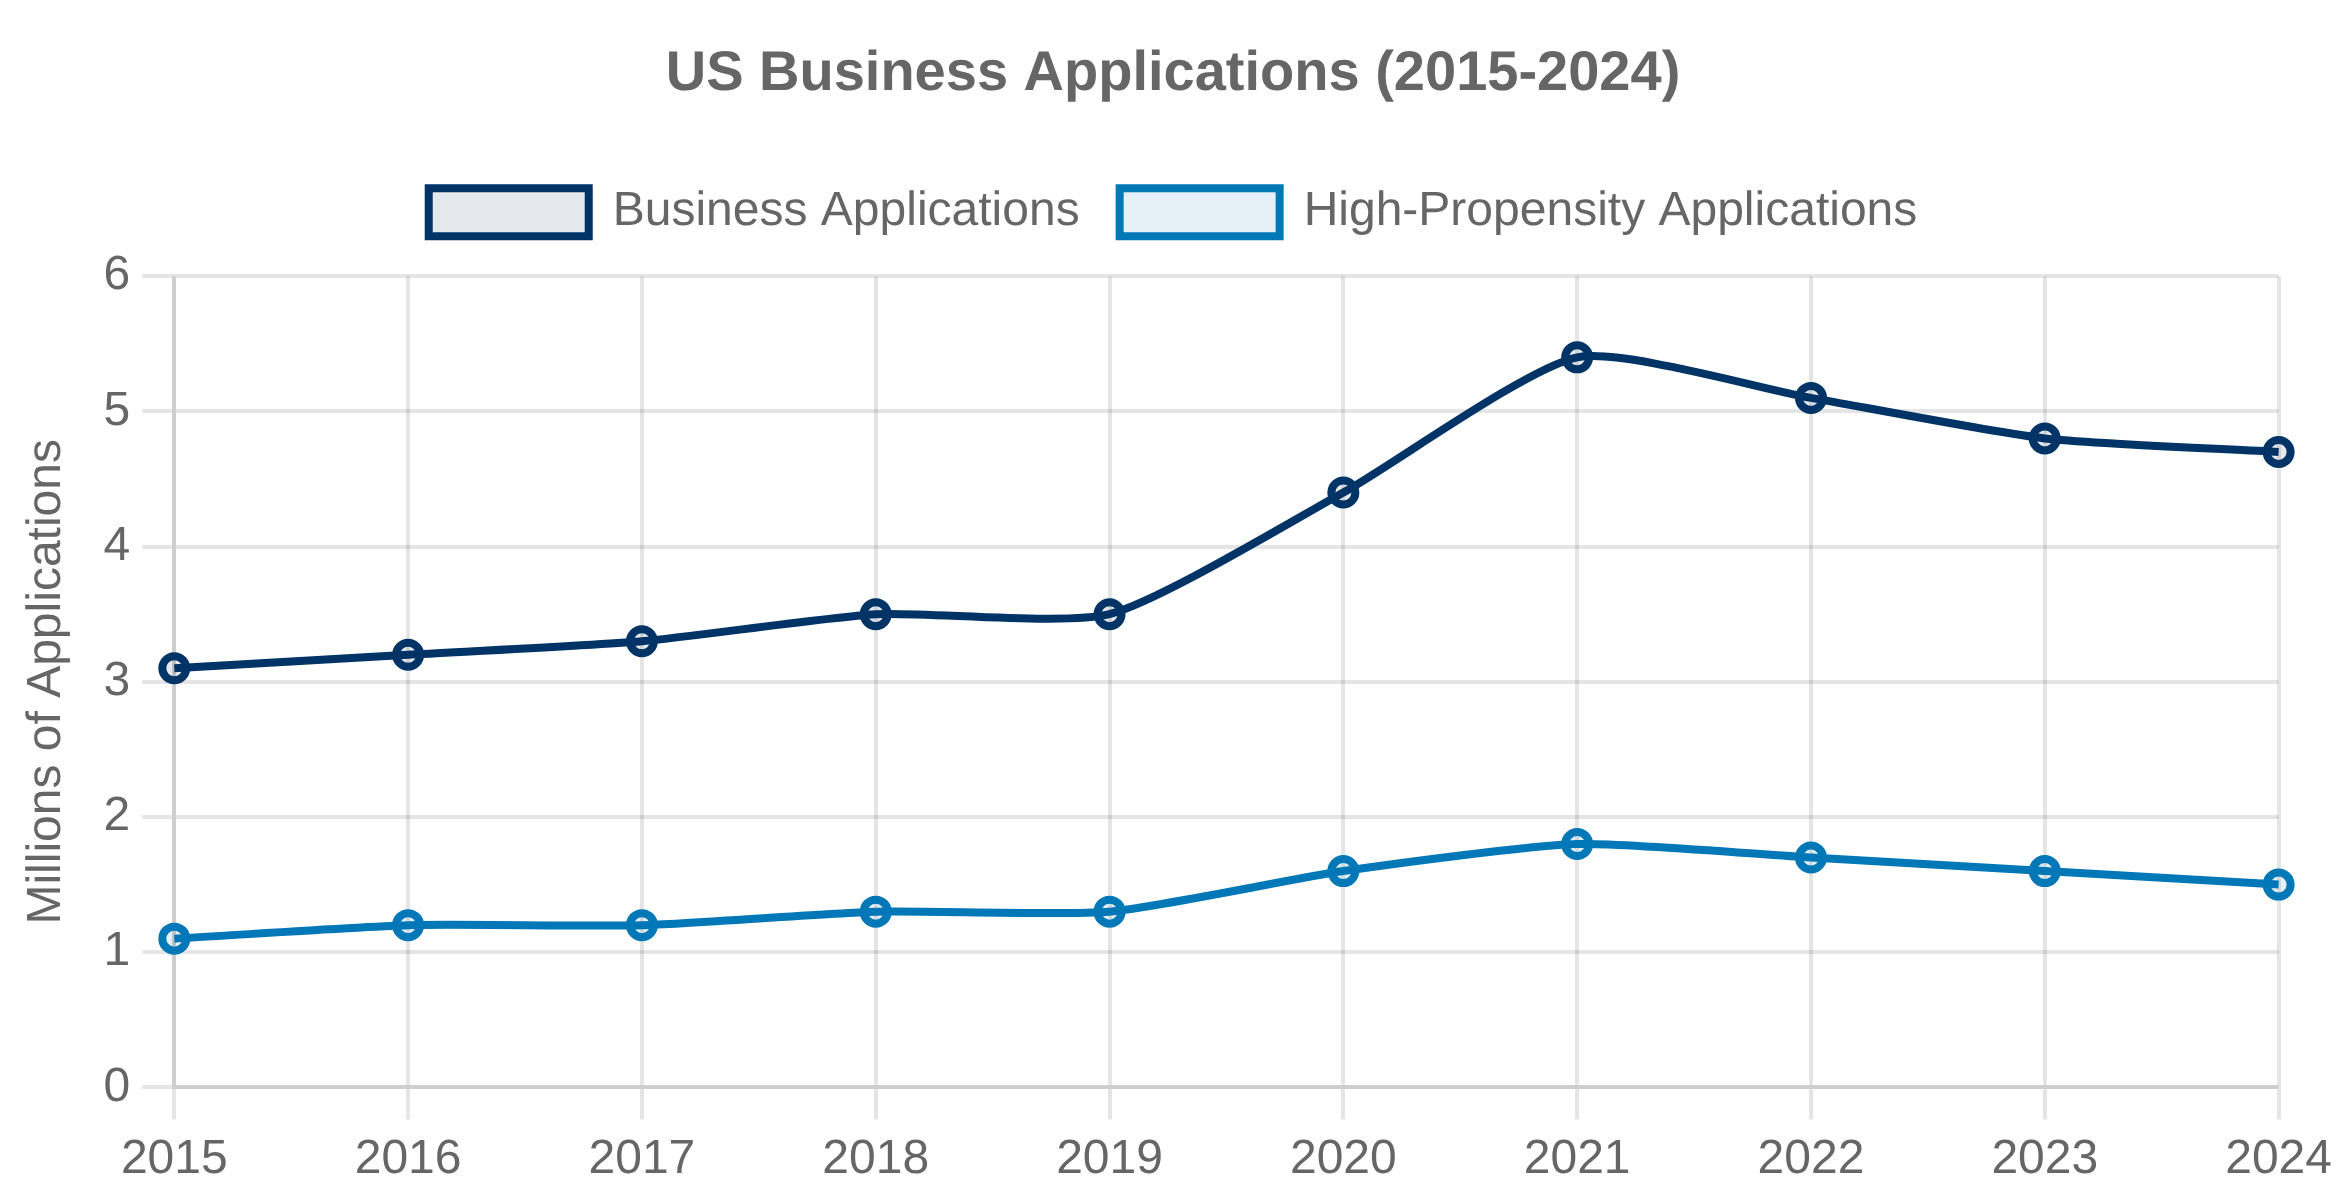 US Business Applications (2015-2024)
Business Applications
High-Propensity Applications
Millions of Applications
6
5
4
3
2
1
0
2015 2016 2017 2018 2019 2020 2021 2022 2023 2024